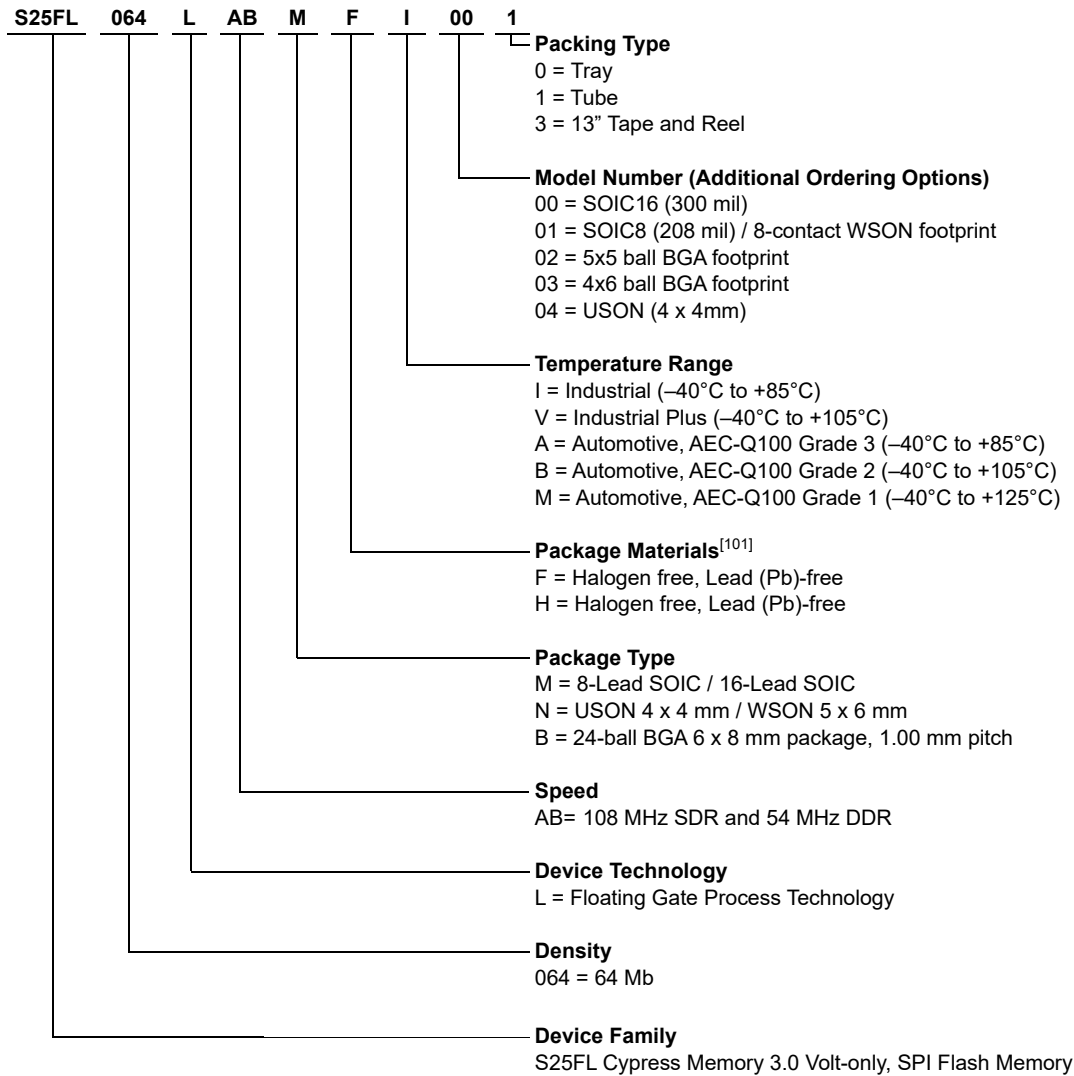 S25FL 064 L AB M F I 00 1
Packing Type
0 = Tray
1 = Tube
3 = 13” Tape and Reel
Model Number (Additional Ordering Options)
00 = SOIC16 (300 mil)
01 = SOIC8 (208 mil) / 8-contact WSON footprint
02 = 5x5 ball BGA footprint
03 = 4x6 ball BGA footprint
04 = USON (4 x 4mm)
Temperature Range
I = Industrial (–40°C to +85°C)
V = Industrial Plus (–40°C to +105°C)
A = Automotive, AEC-Q100 Grade 3 (–40°C to +85°C)
B = Automotive, AEC-Q100 Grade 2 (–40°C to +105°C)
M = Automotive, AEC-Q100 Grade 1 (–40°C to +125°C)
Package Materials[101]
F = Halogen free, Lead (Pb)-free
H = Halogen free, Lead (Pb)-free
Package Type
M = 8-Lead SOIC / 16-Lead SOIC
N = USON 4 x 4 mm / WSON 5 x 6 mm
B = 24-ball BGA 6 x 8 mm package, 1.00 mm pitch
Speed
AB= 108 MHz SDR and 54 MHz DDR
Device Technology
L = Floating Gate Process Technology
Density
064 = 64 Mb
Device Family
S25FL Cypress Memory 3.0 Volt-only, SPI Flash Memory